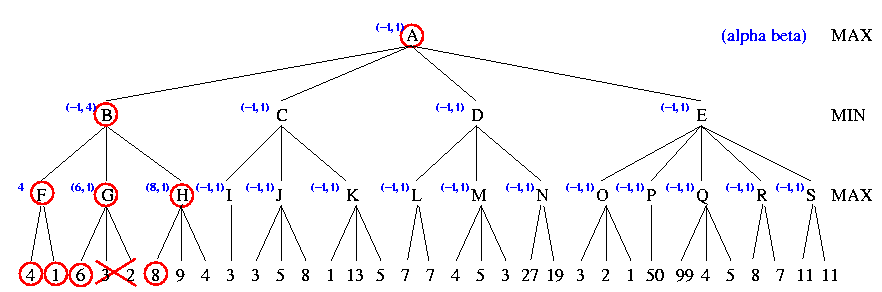 (−1, 1) A (alpha beta) MAX
(−1, 4) B (−1, 1) C (−1, 1) D (−1, 1) E MIN
4 F (6, 1) G (8, 1) H (−1, 1) I (−1, 1) J (−1, 1) K (−1, 1) L (−1, 1) M (−1, 1) N (−1, 1) O (−1, 1) P (−1, 1) Q (−1, 1) R (−1, 1) S MAX
4 1 6 3 2 8 9 4 3 3 5 8 1 13 5 7 7 4 5 3 27 19 3 2 1 50 99 4 5 8 7 11 11